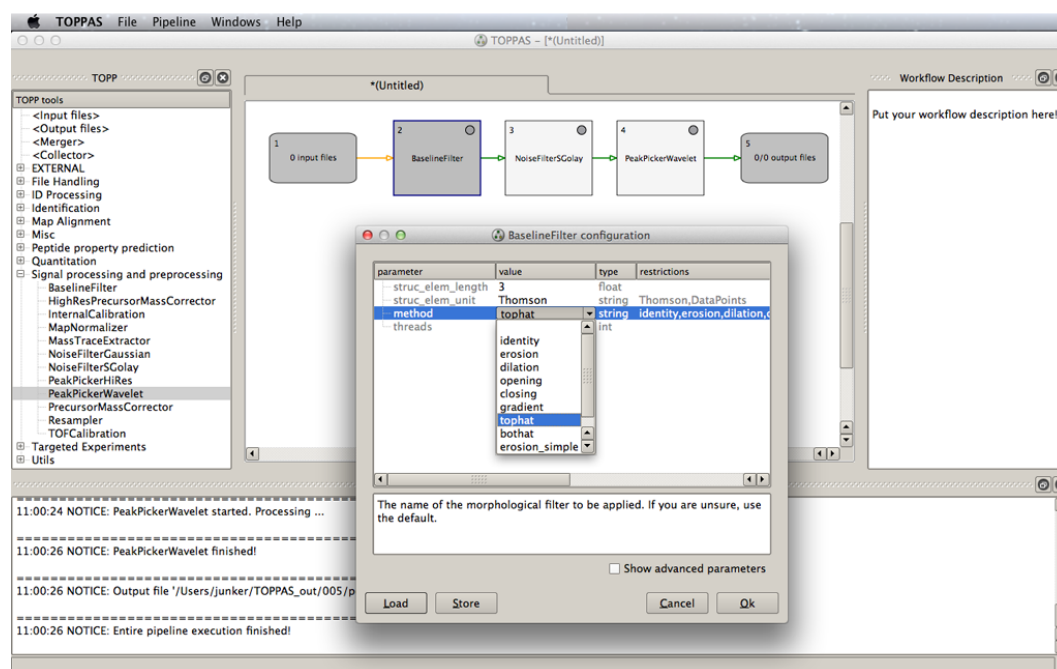 TOPPAS File Pipeline Windows Help
TOPPAS - [*(Untitled)]
TOPP
TOPP tools
<Input files>
<Output files>
<Merger>
<Collector>
EXTERNAL
File Handling
ID Processing
Identification
Map Alignment
Misc
Peptide property prediction
Quantitation
Signal processing and preprocessing
BaselineFilter
HighResPrecursorMassCorrector
InternalCalibration
MapNormalizer
MassTraceExtractor
NoiseFilterGaussian
NoiseFilterSGolay
PeakPickerHiRes
PeakPickerWavelet
PrecursorMassCorrector
Resampler
TOFCalibration
Targeted Experiments
Utils
*(Untitled)
1
0 input files
2
BaselineFilter
3
NoiseFilterSGolay
4
PeakPickerWavelet
5
0/0 output files
Workflow Description
Put your workflow description here!
BaselineFilter configuration
parameter value type restrictions
struc_elem_length 3 float
struc_elem_unit Thomson string Thomson,DataPoints
method tophat string identity,erosion,dilation,
threads int
identity
erosion
dilation
opening
closing
gradient
tophat
bothat
erosion_simple
The name of the morphological filter to be applied. If you are unsure, use
the default.
Show advanced parameters
Load Store Cancel Ok
11:00:24 NOTICE: PeakPickerWavelet started. Processing ...
11:00:26 NOTICE: PeakPickerWavelet finished!
11:00:26 NOTICE: Output file '/Users/junker/TOPPAS_out/005/p
11:00:26 NOTICE: Entire pipeline execution finished!